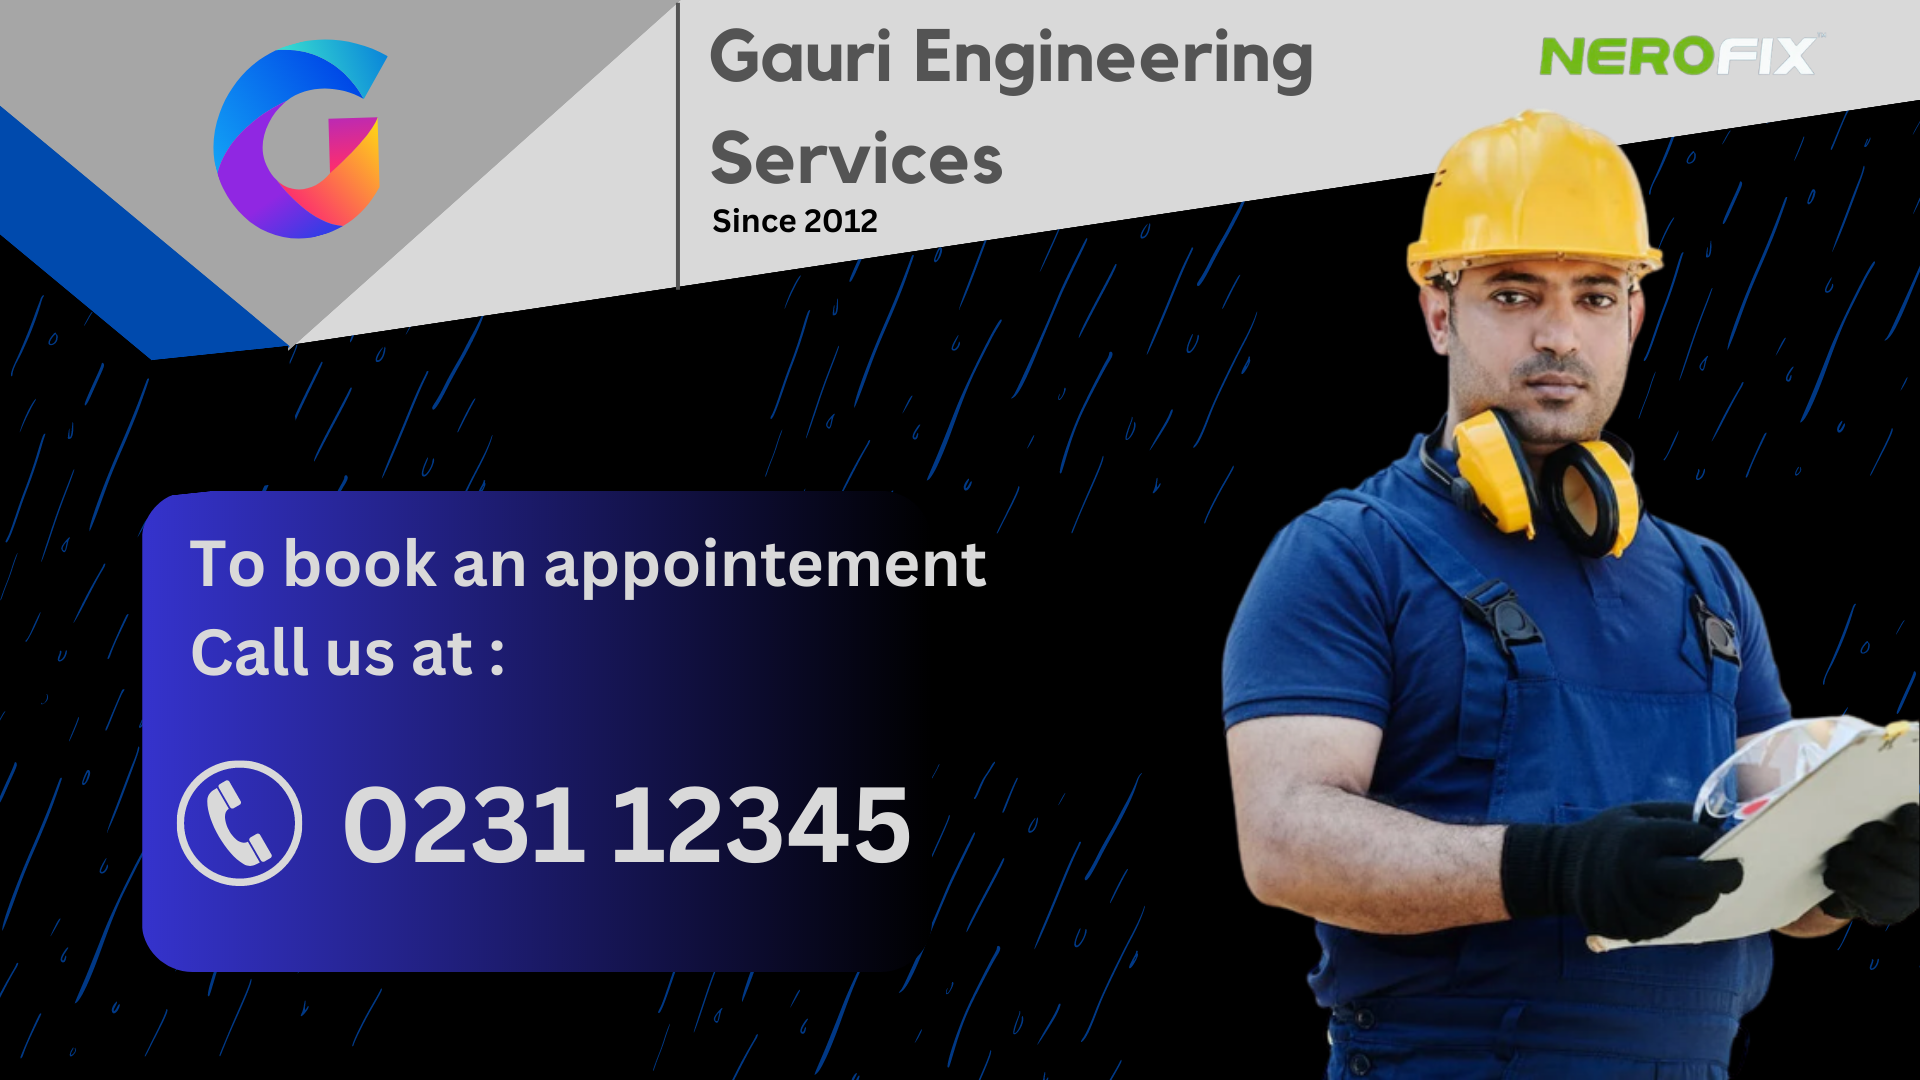 Gauri Engineering
Services
Since 2012
NEROFIX
To book an appointement
Call us at :
0231 12345